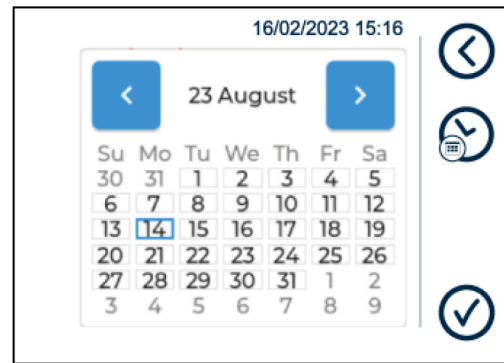 16/02/2023 15:16
23 August
Su Mo Tu We Th Fr Sa
30 31 1 2 3 4 5
6 7 8 9 10 11 12
13 14 15 16 17 18 19
20 21 22 23 24 25 26
27 28 29 30 31 1 2
3 4 5 6 7 8 9